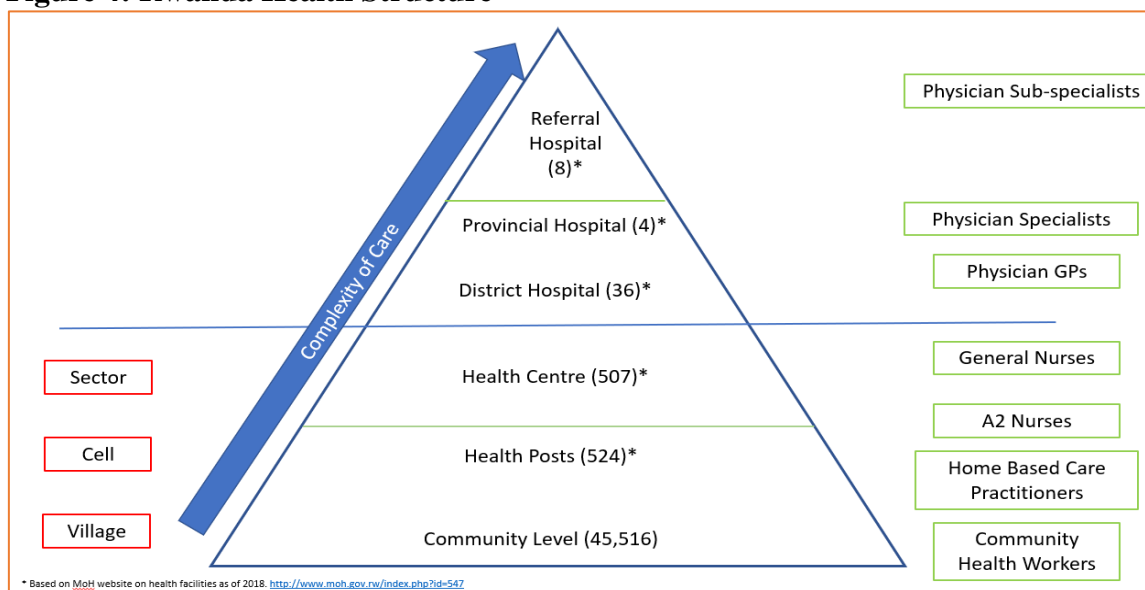 Figure 4: Rwanda Health Structure
Referral
Hospital
(8)*
Provincial Hospital (4)*
District Hospital (36)*
Health Centre (507)*
Health Posts (524)*
Community Level (45,516)
Complexity of Care
Sector
Cell
Village
Physician Sub-specialists
Physician Specialists
Physician GPs
General Nurses
A2 Nurses
Home Based Care
Practitioners
Community
Health Workers
* Based on MoH website on health facilities as of 2018. http://www.moh.gov.rw/index.php?id=547